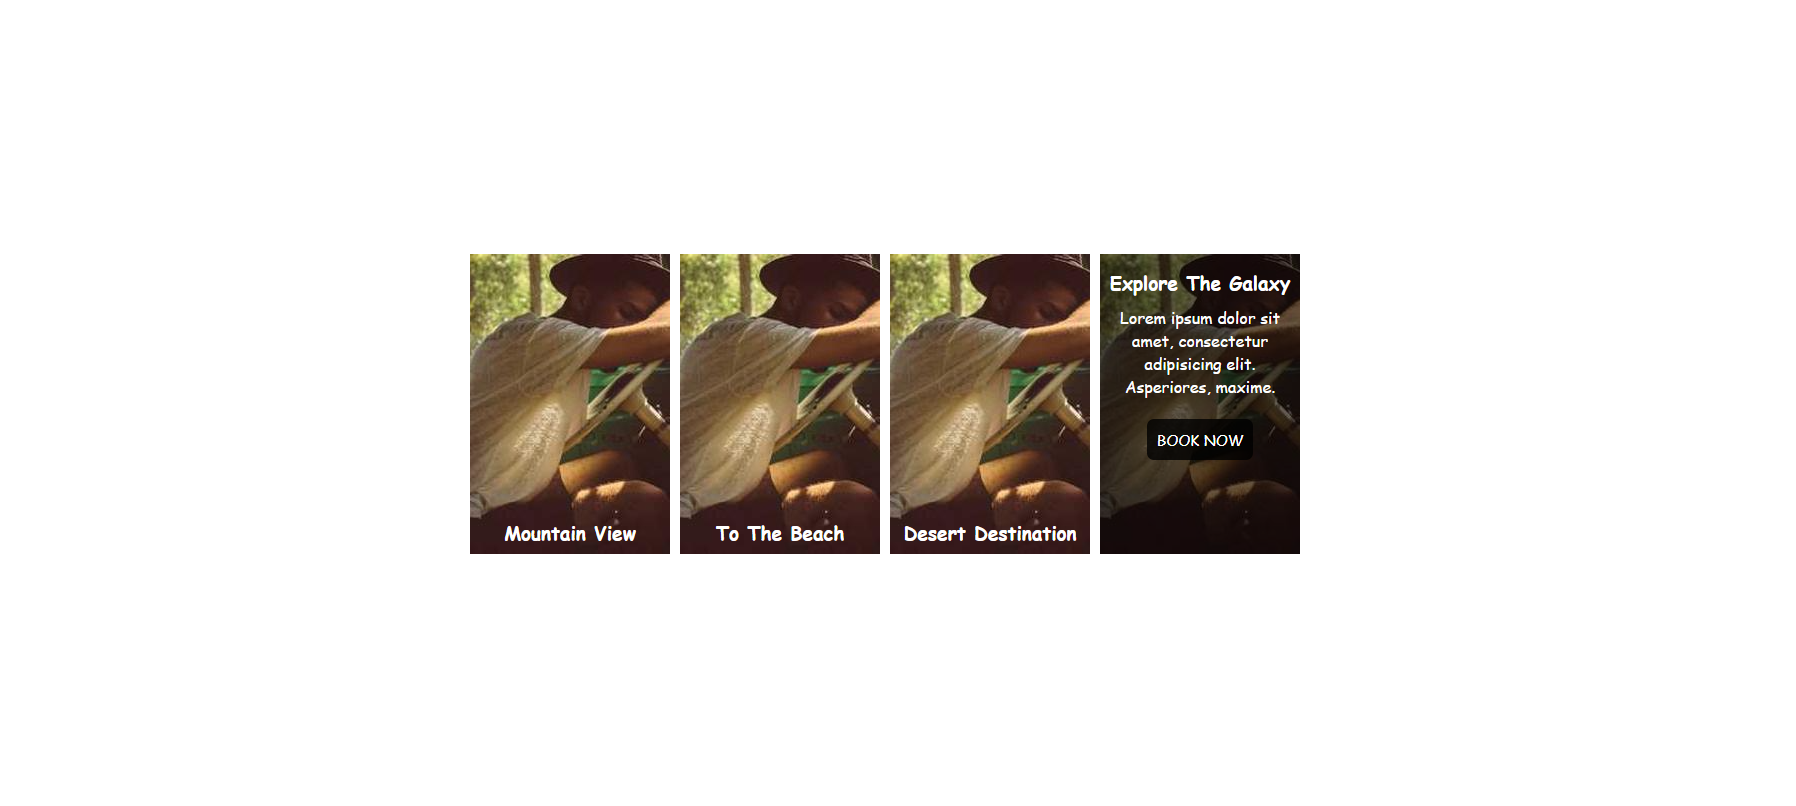 Mountain View
To The Beach
Desert Destination
Explore The Galaxy
Lorem ipsum dolor sit
amet, consectetur
adipisicing elit.
Asperiores, maxime.
BOOK NOW